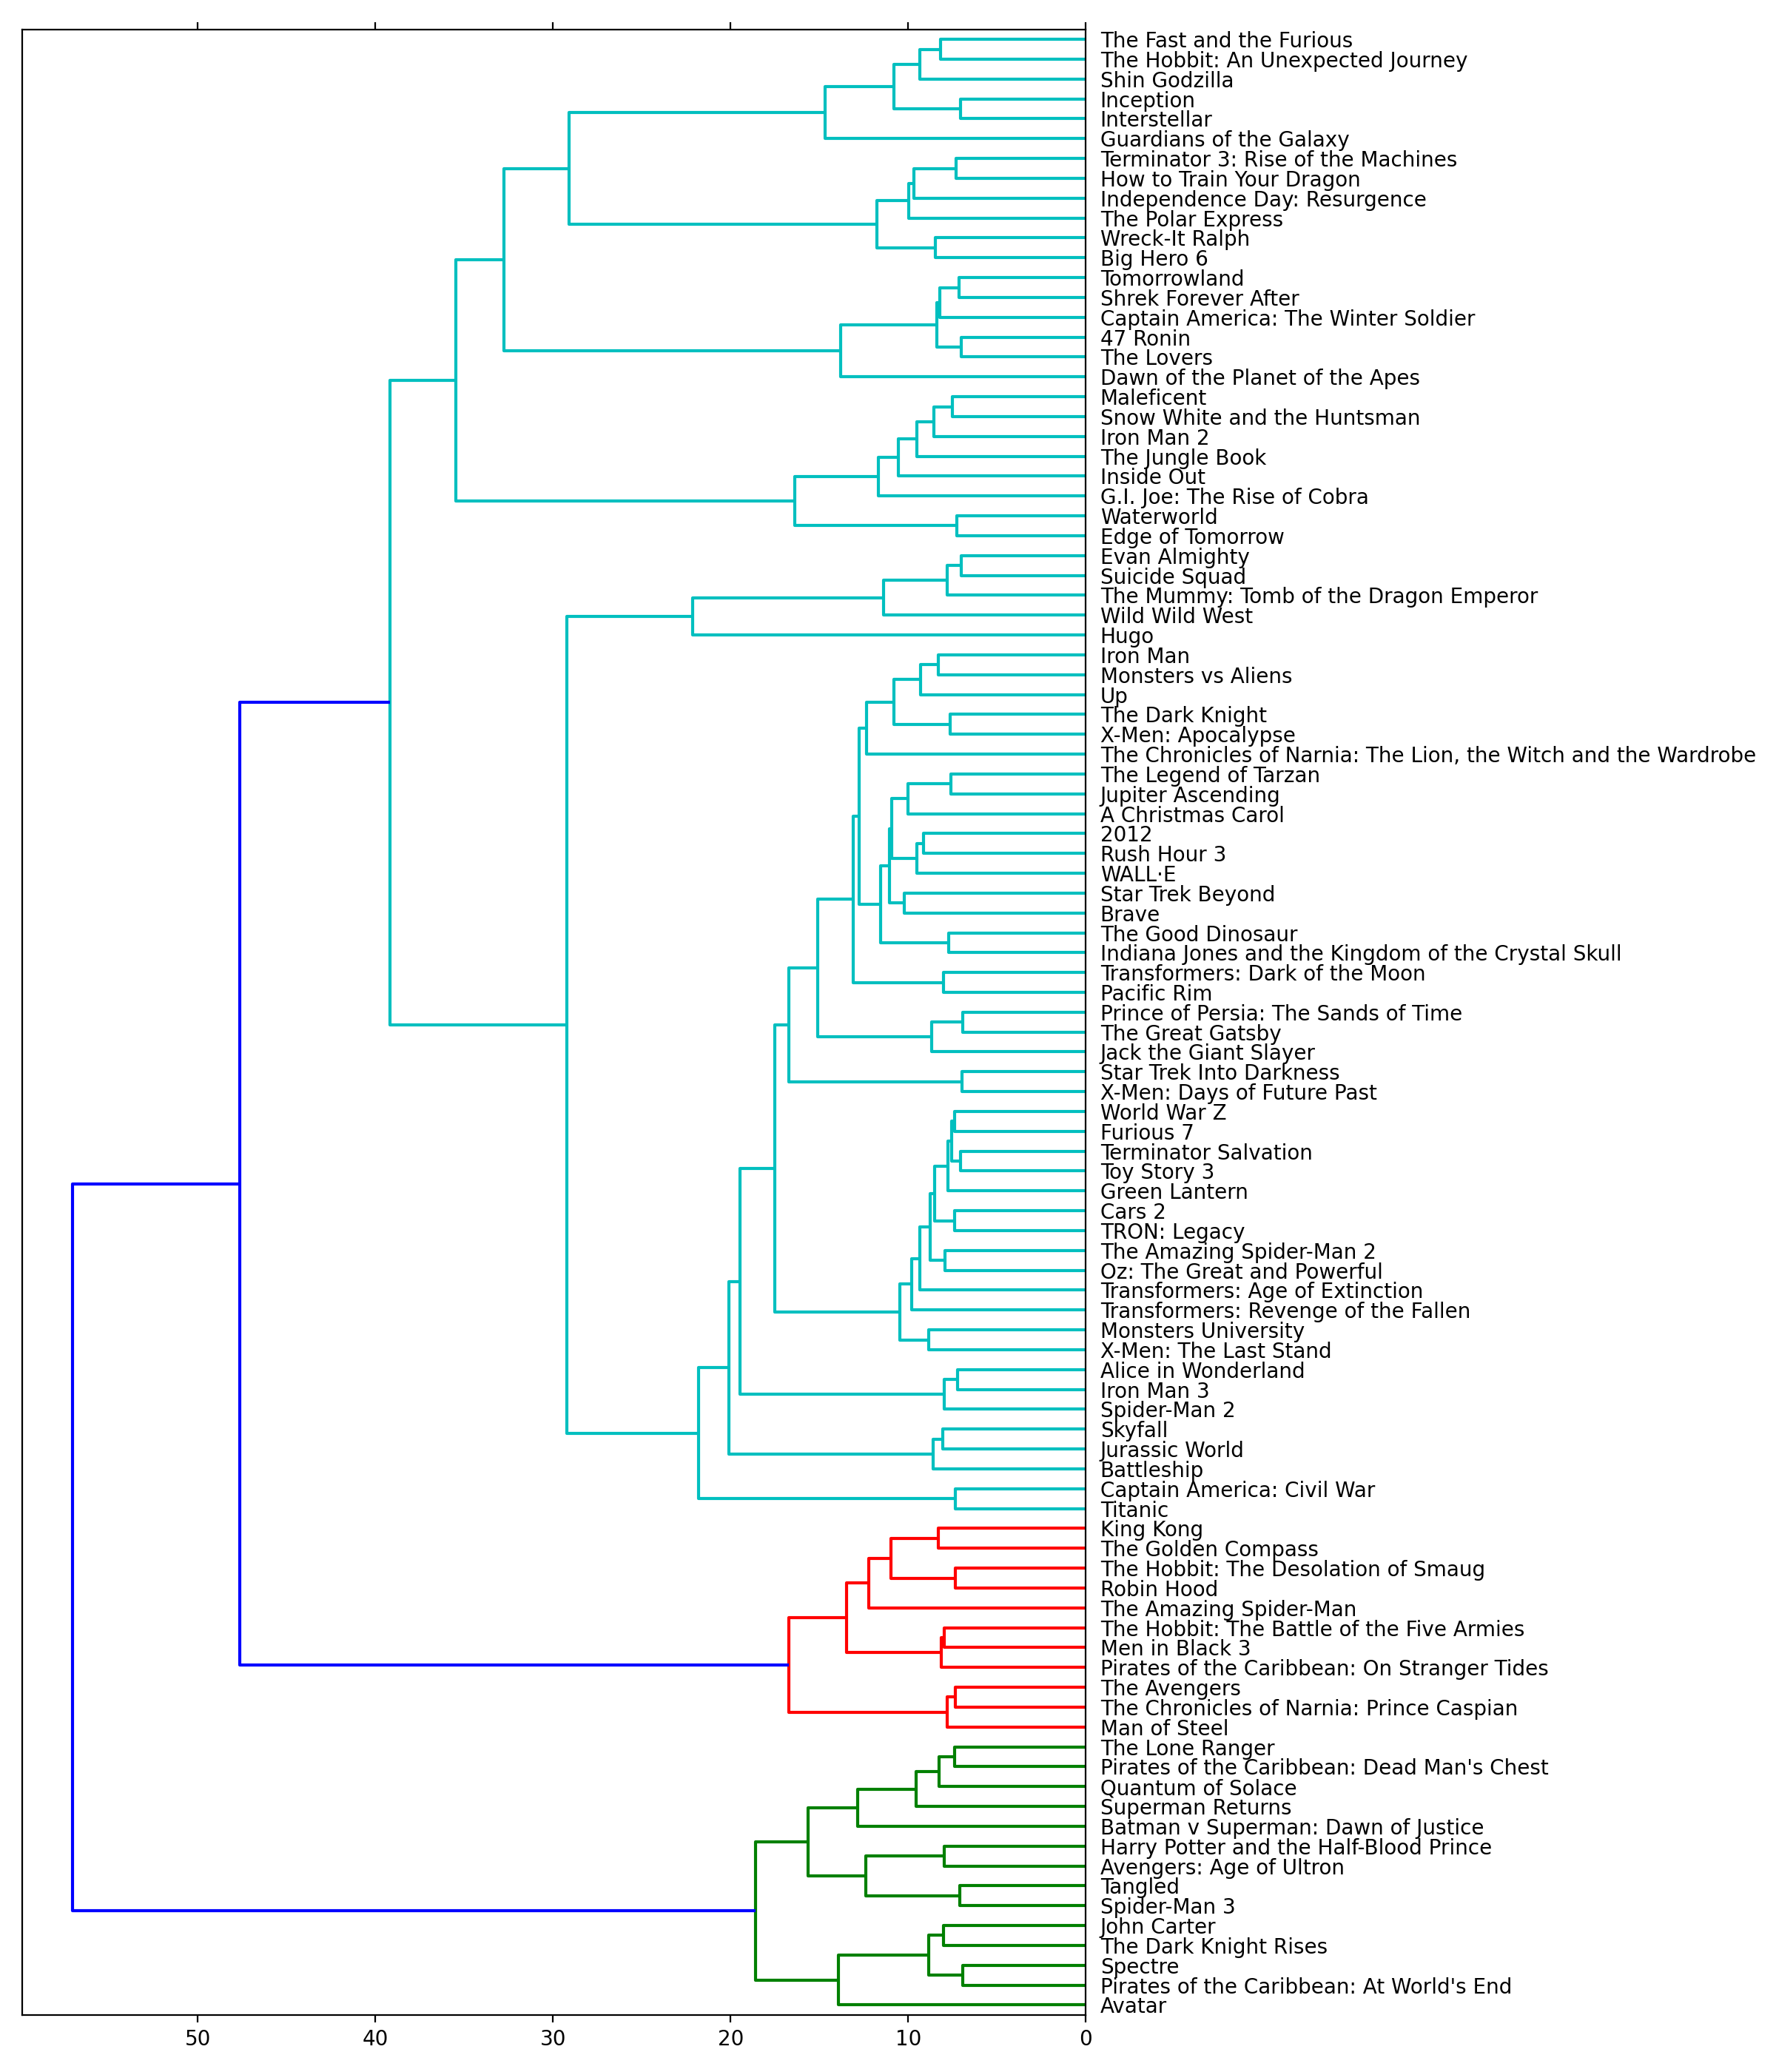 The Fast and the Furious
The Hobbit: An Unexpected Journey
Shin Godzilla
Inception
Interstellar
Guardians of the Galaxy
Terminator 3: Rise of the Machines
How to Train Your Dragon
Independence Day: Resurgence
The Polar Express
Wreck-It Ralph
Big Hero 6
Tomorrowland
Shrek Forever After
Captain America: The Winter Soldier
47 Ronin
The Lovers
Dawn of the Planet of the Apes
Maleficent
Snow White and the Huntsman
Iron Man 2
The Jungle Book
Inside Out
G.I. Joe: The Rise of Cobra
Waterworld
Edge of Tomorrow
Evan Almighty
Suicide Squad
The Mummy: Tomb of the Dragon Emperor
Wild Wild West
Hugo
Iron Man
Monsters vs Aliens
Up
The Dark Knight
X-Men: Apocalypse
The Chronicles of Narnia: The Lion, the Witch and the Wardrobe
The Legend of Tarzan
Jupiter Ascending
A Christmas Carol
2012
Rush Hour 3
WALL·E
Star Trek Beyond
Brave
The Good Dinosaur
Indiana Jones and the Kingdom of the Crystal Skull
Transformers: Dark of the Moon
Pacific Rim
Prince of Persia: The Sands of Time
The Great Gatsby
Jack the Giant Slayer
Star Trek Into Darkness
X-Men: Days of Future Past
World War Z
Furious 7
Terminator Salvation
Toy Story 3
Green Lantern
Cars 2
TRON: Legacy
The Amazing Spider-Man 2
Oz: The Great and Powerful
Transformers: Age of Extinction
Transformers: Revenge of the Fallen
Monsters University
X-Men: The Last Stand
Alice in Wonderland
Iron Man 3
Spider-Man 2
Skyfall
Jurassic World
Battleship
Captain America: Civil War
Titanic
King Kong
The Golden Compass
The Hobbit: The Desolation of Smaug
Robin Hood
The Amazing Spider-Man
The Hobbit: The Battle of the Five Armies
Men in Black 3
Pirates of the Caribbean: On Stranger Tides
The Avengers
The Chronicles of Narnia: Prince Caspian
Man of Steel
The Lone Ranger
Pirates of the Caribbean: Dead Man's Chest
Quantum of Solace
Superman Returns
Batman v Superman: Dawn of Justice
Harry Potter and the Half-Blood Prince
Avengers: Age of Ultron
Tangled
Spider-Man 3
John Carter
The Dark Knight Rises
Spectre
Pirates of the Caribbean: At World's End
Avatar
50 40 30 20 10 0